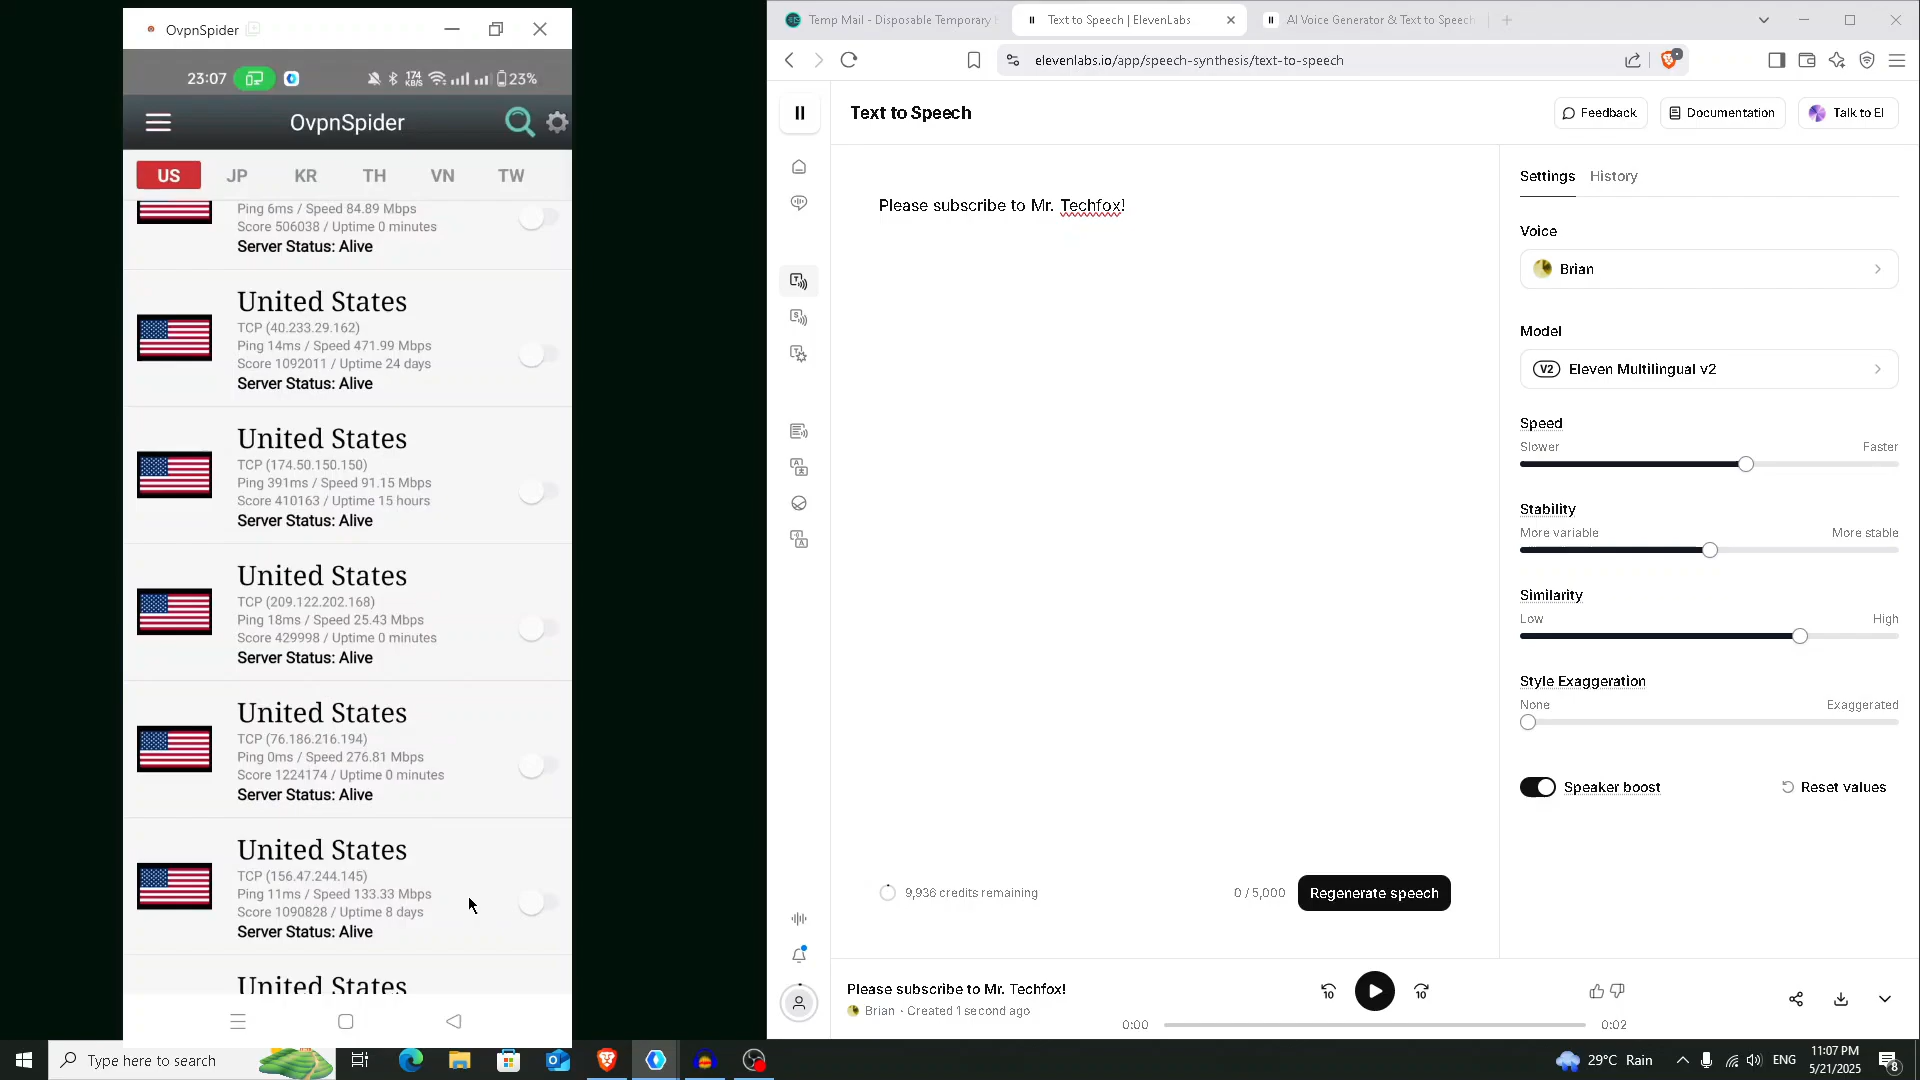 OvpnSpider
23:07
174
KB/S
23%
OvpnSpider
US JP KR TH VN TW
Ping 6ms / Speed 84.89 Mbps
Score 506038 / Uptime 0 minutes
Server Status: Alive
United States
TCP (40.233.29.162)
Ping 14ms / Speed 471.99 Mbps
Score 1092011 / Uptime 24 days
Server Status: Alive
United States
TCP (174.50.150.150)
Ping 391ms / Speed 91.15 Mbps
Score 410163 / Uptime 15 hours
Server Status: Alive
United States
TCP (209.122.202.168)
Ping 18ms / Speed 25.43 Mbps
Score 429998 / Uptime 0 minutes
Server Status: Alive
United States
TCP (76.186.216.194)
Ping 0ms / Speed 276.81 Mbps
Score 1224174 / Uptime 0 minutes
Server Status: Alive
United States
TCP (156.47.244.145)
Ping 11ms / Speed 133.33 Mbps
Score 1090828 / Uptime 8 days
Server Status: Alive
United States
Temp Mail - Disposable Temporary
Text to Speech | ElevenLabs
AI Voice Generator & Text to Speech
elevenlabs.io/app/speech-synthesis/text-to-speech
Text to Speech
Feedback
Documentation
Talk to El
Please subscribe to Mr. Techfox!
Settings History
Voice
Brian
Model
V2 Eleven Multilingual v2
Speed
Slower Faster
Stability
More variable More stable
Similarity
Low High
Style Exaggeration
None Exaggerated
Speaker boost
Reset values
9,936 credits remaining
0 / 5,000
Regenerate speech
Please subscribe to Mr. Techfox!
Brian · Created 1 second ago
10
10
0:00
0:02
Type here to search
29°C Rain
ENG
11:07 PM
5/21/2025
8